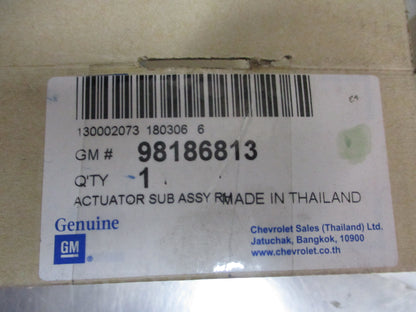 130002073 180306 6
GM # 98186813
Q'TY 1
ACTUATOR SUB ASSY RH MADE IN THAILAND
Genuine
GM
Chevrolet Sales (Thailand) Ltd.
Jatuchak, Bangkok, 10900
www.chevrolet.co.th